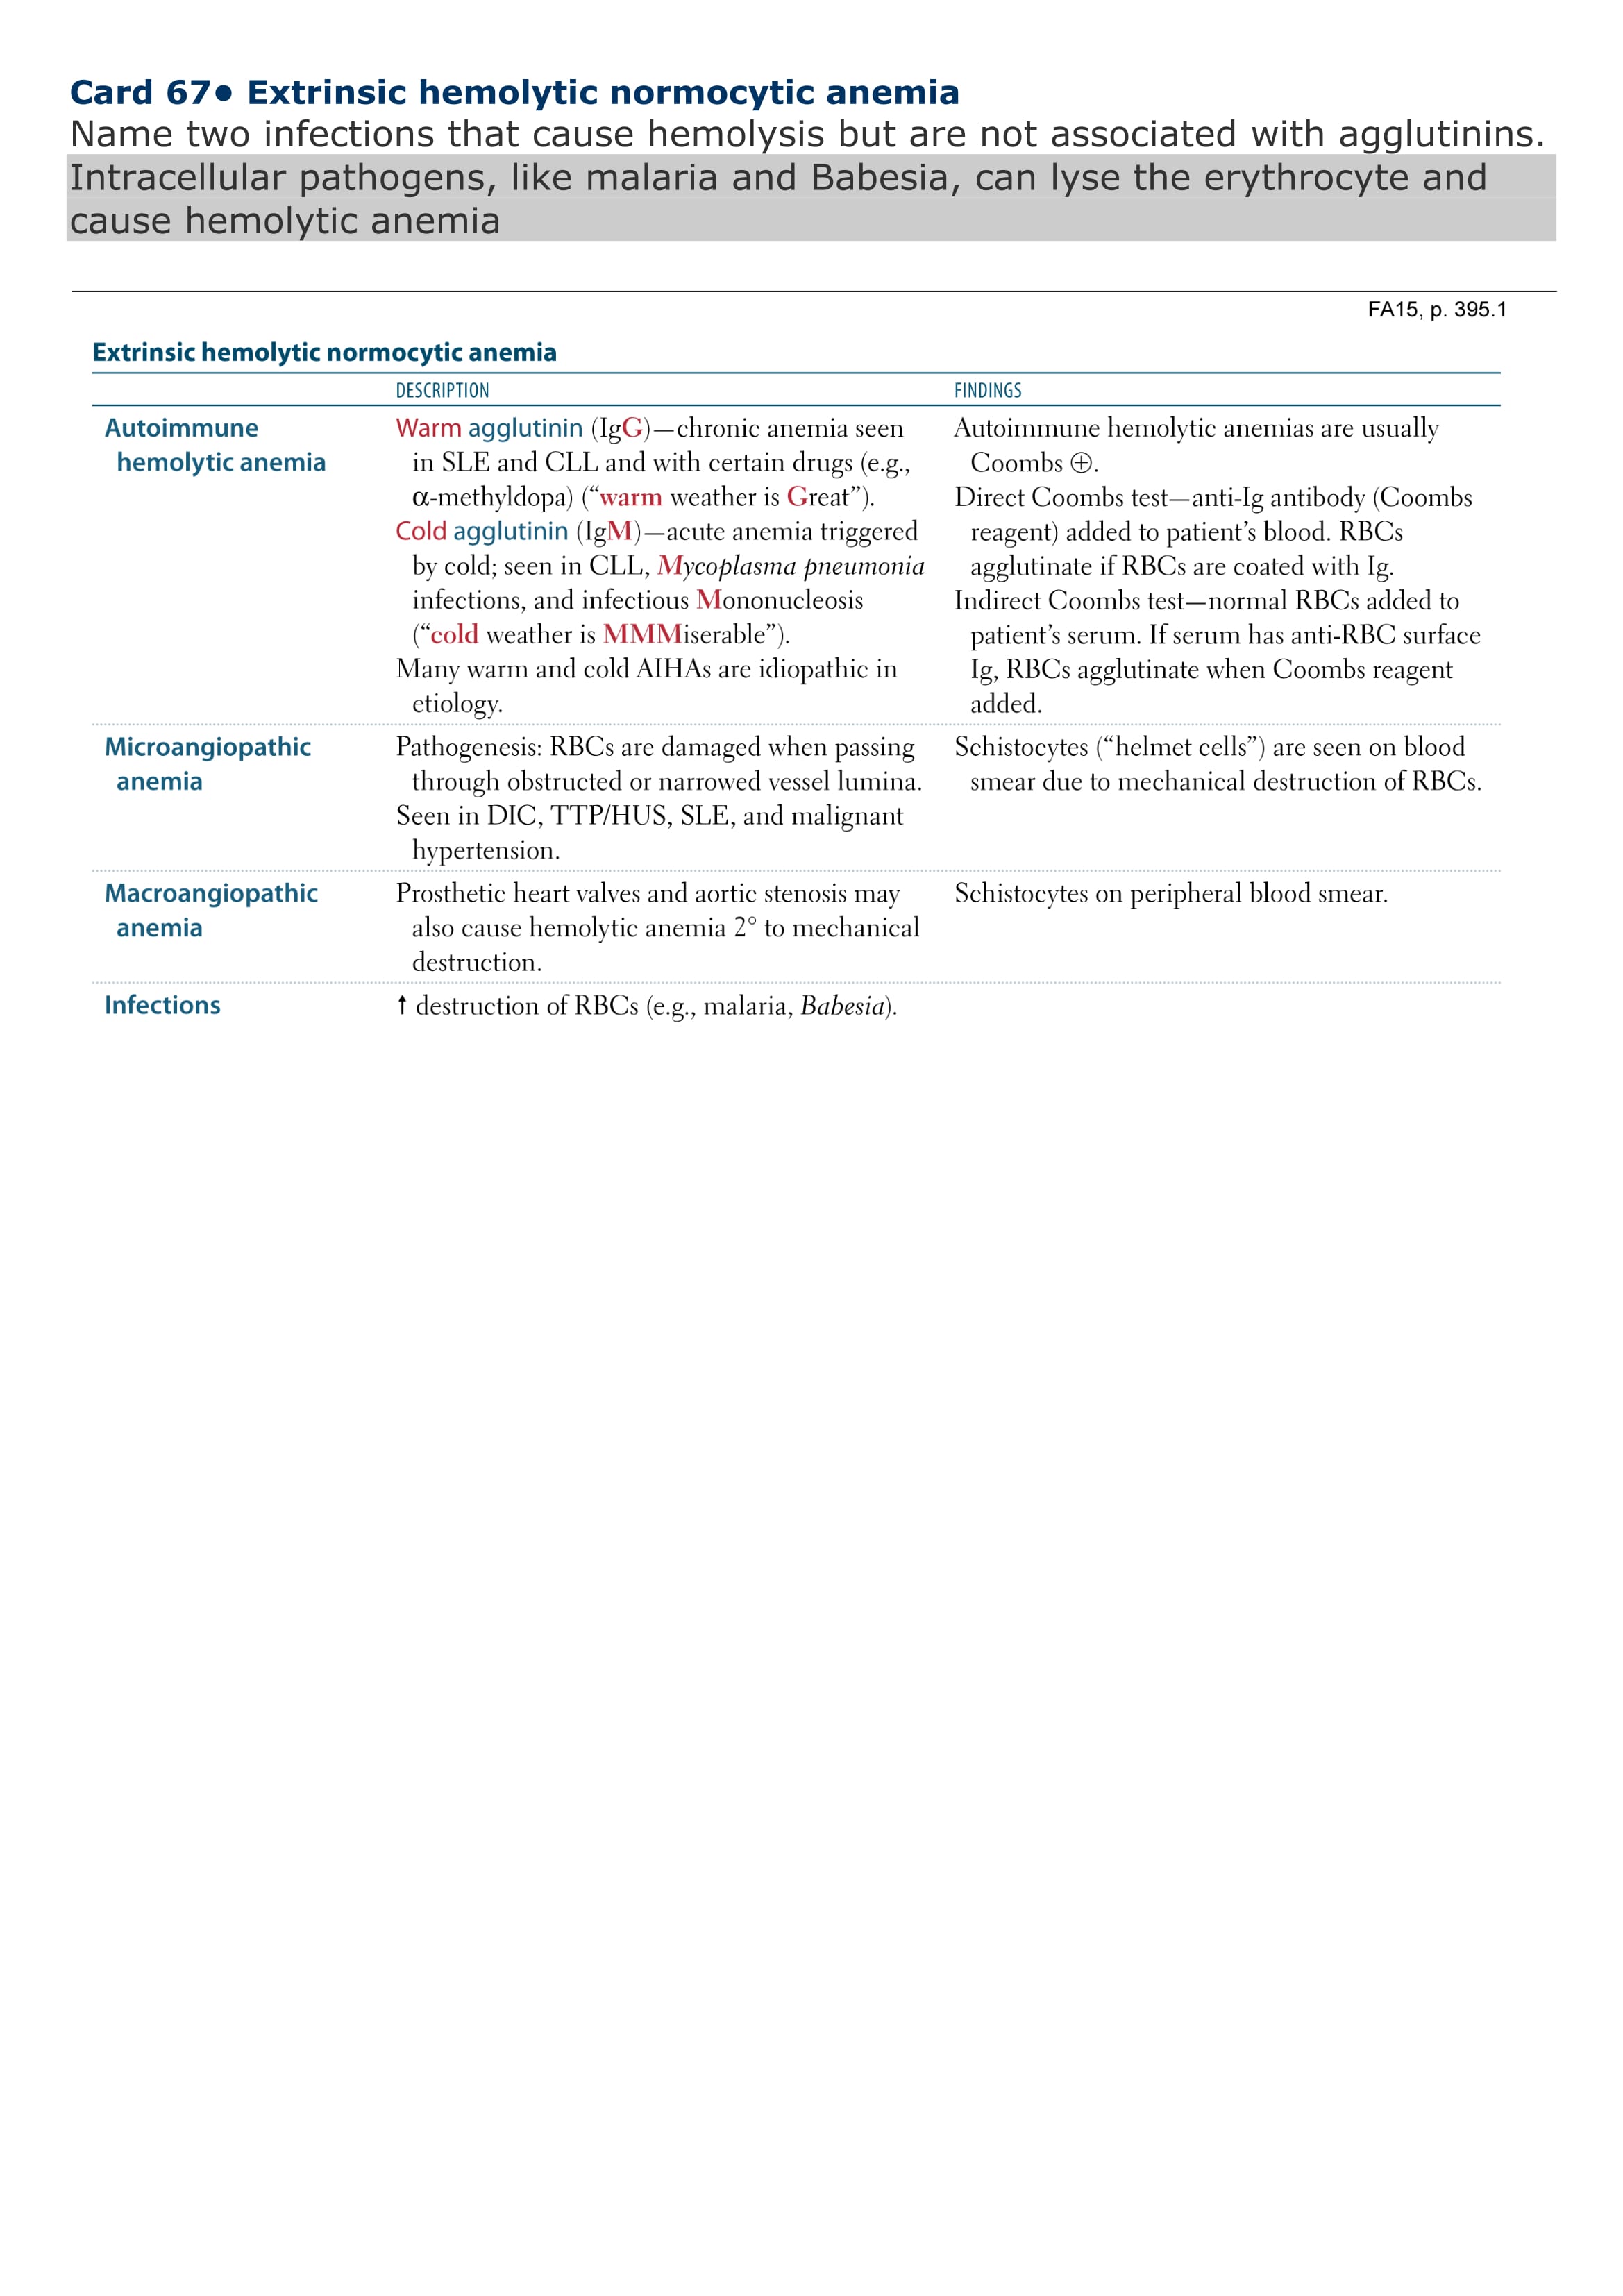 Card 67● Extrinsic hemolytic normocytic anemia
Name two infections that cause hemolysis but are not associated with agglutinins.
Intracellular pathogens, like malaria and Babesia, can lyse the erythrocyte and
cause hemolytic anemia
FA15, p. 395.1
Extrinsic hemolytic normocytic anemia
DESCRIPTION
FINDINGS
Autoimmune
hemolytic anemia
Warm agglutinin (IgG)—chronic anemia seen
in SLE and CLL and with certain drugs (e.g.,
α-methyldopa) (“warm weather is Great”).
Cold agglutinin (IgM)—acute anemia triggered
by cold; seen in CLL, Mycoplasma pneumonia
infections, and infectious Mononucleosis
(“cold weather is MMMiserable”).
Many warm and cold AIHAs are idiopathic in
etiology.
Autoimmune hemolytic anemias are usually
Coombs ⊕.
Direct Coombs test—anti-Ig antibody (Coombs
reagent) added to patient’s blood. RBCs
agglutinate if RBCs are coated with Ig.
Indirect Coombs test—normal RBCs added to
patient’s serum. If serum has anti-RBC surface
Ig, RBCs agglutinate when Coombs reagent
added.
Microangiopathic
anemia
Pathogenesis: RBCs are damaged when passing
through obstructed or narrowed vessel lumina.
Seen in DIC, TTP/HUS, SLE, and malignant
hypertension.
Schistocytes (“helmet cells”) are seen on blood
smear due to mechanical destruction of RBCs.
Macroangiopathic
anemia
Prosthetic heart valves and aortic stenosis may
also cause hemolytic anemia 2° to mechanical
destruction.
Schistocytes on peripheral blood smear.
Infections
↑ destruction of RBCs (e.g., malaria, Babesia).